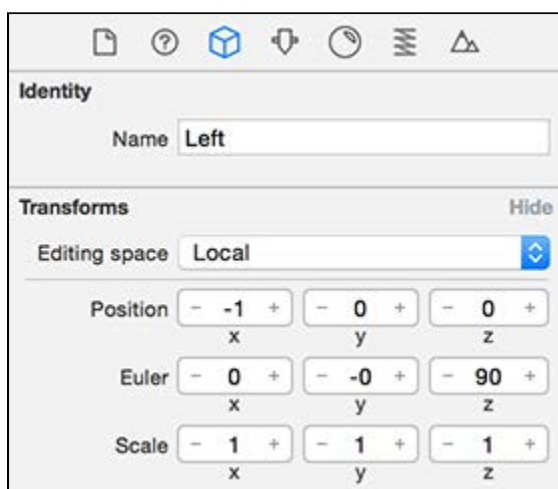 Identity
Name Left
Transforms Hide
Editing space Local
Position - -1 + - 0 + - 0 +
x y z
Euler - 0 + - -0 + - 90 +
x y z
Scale - 1 + - 1 + - 1 +
x y z